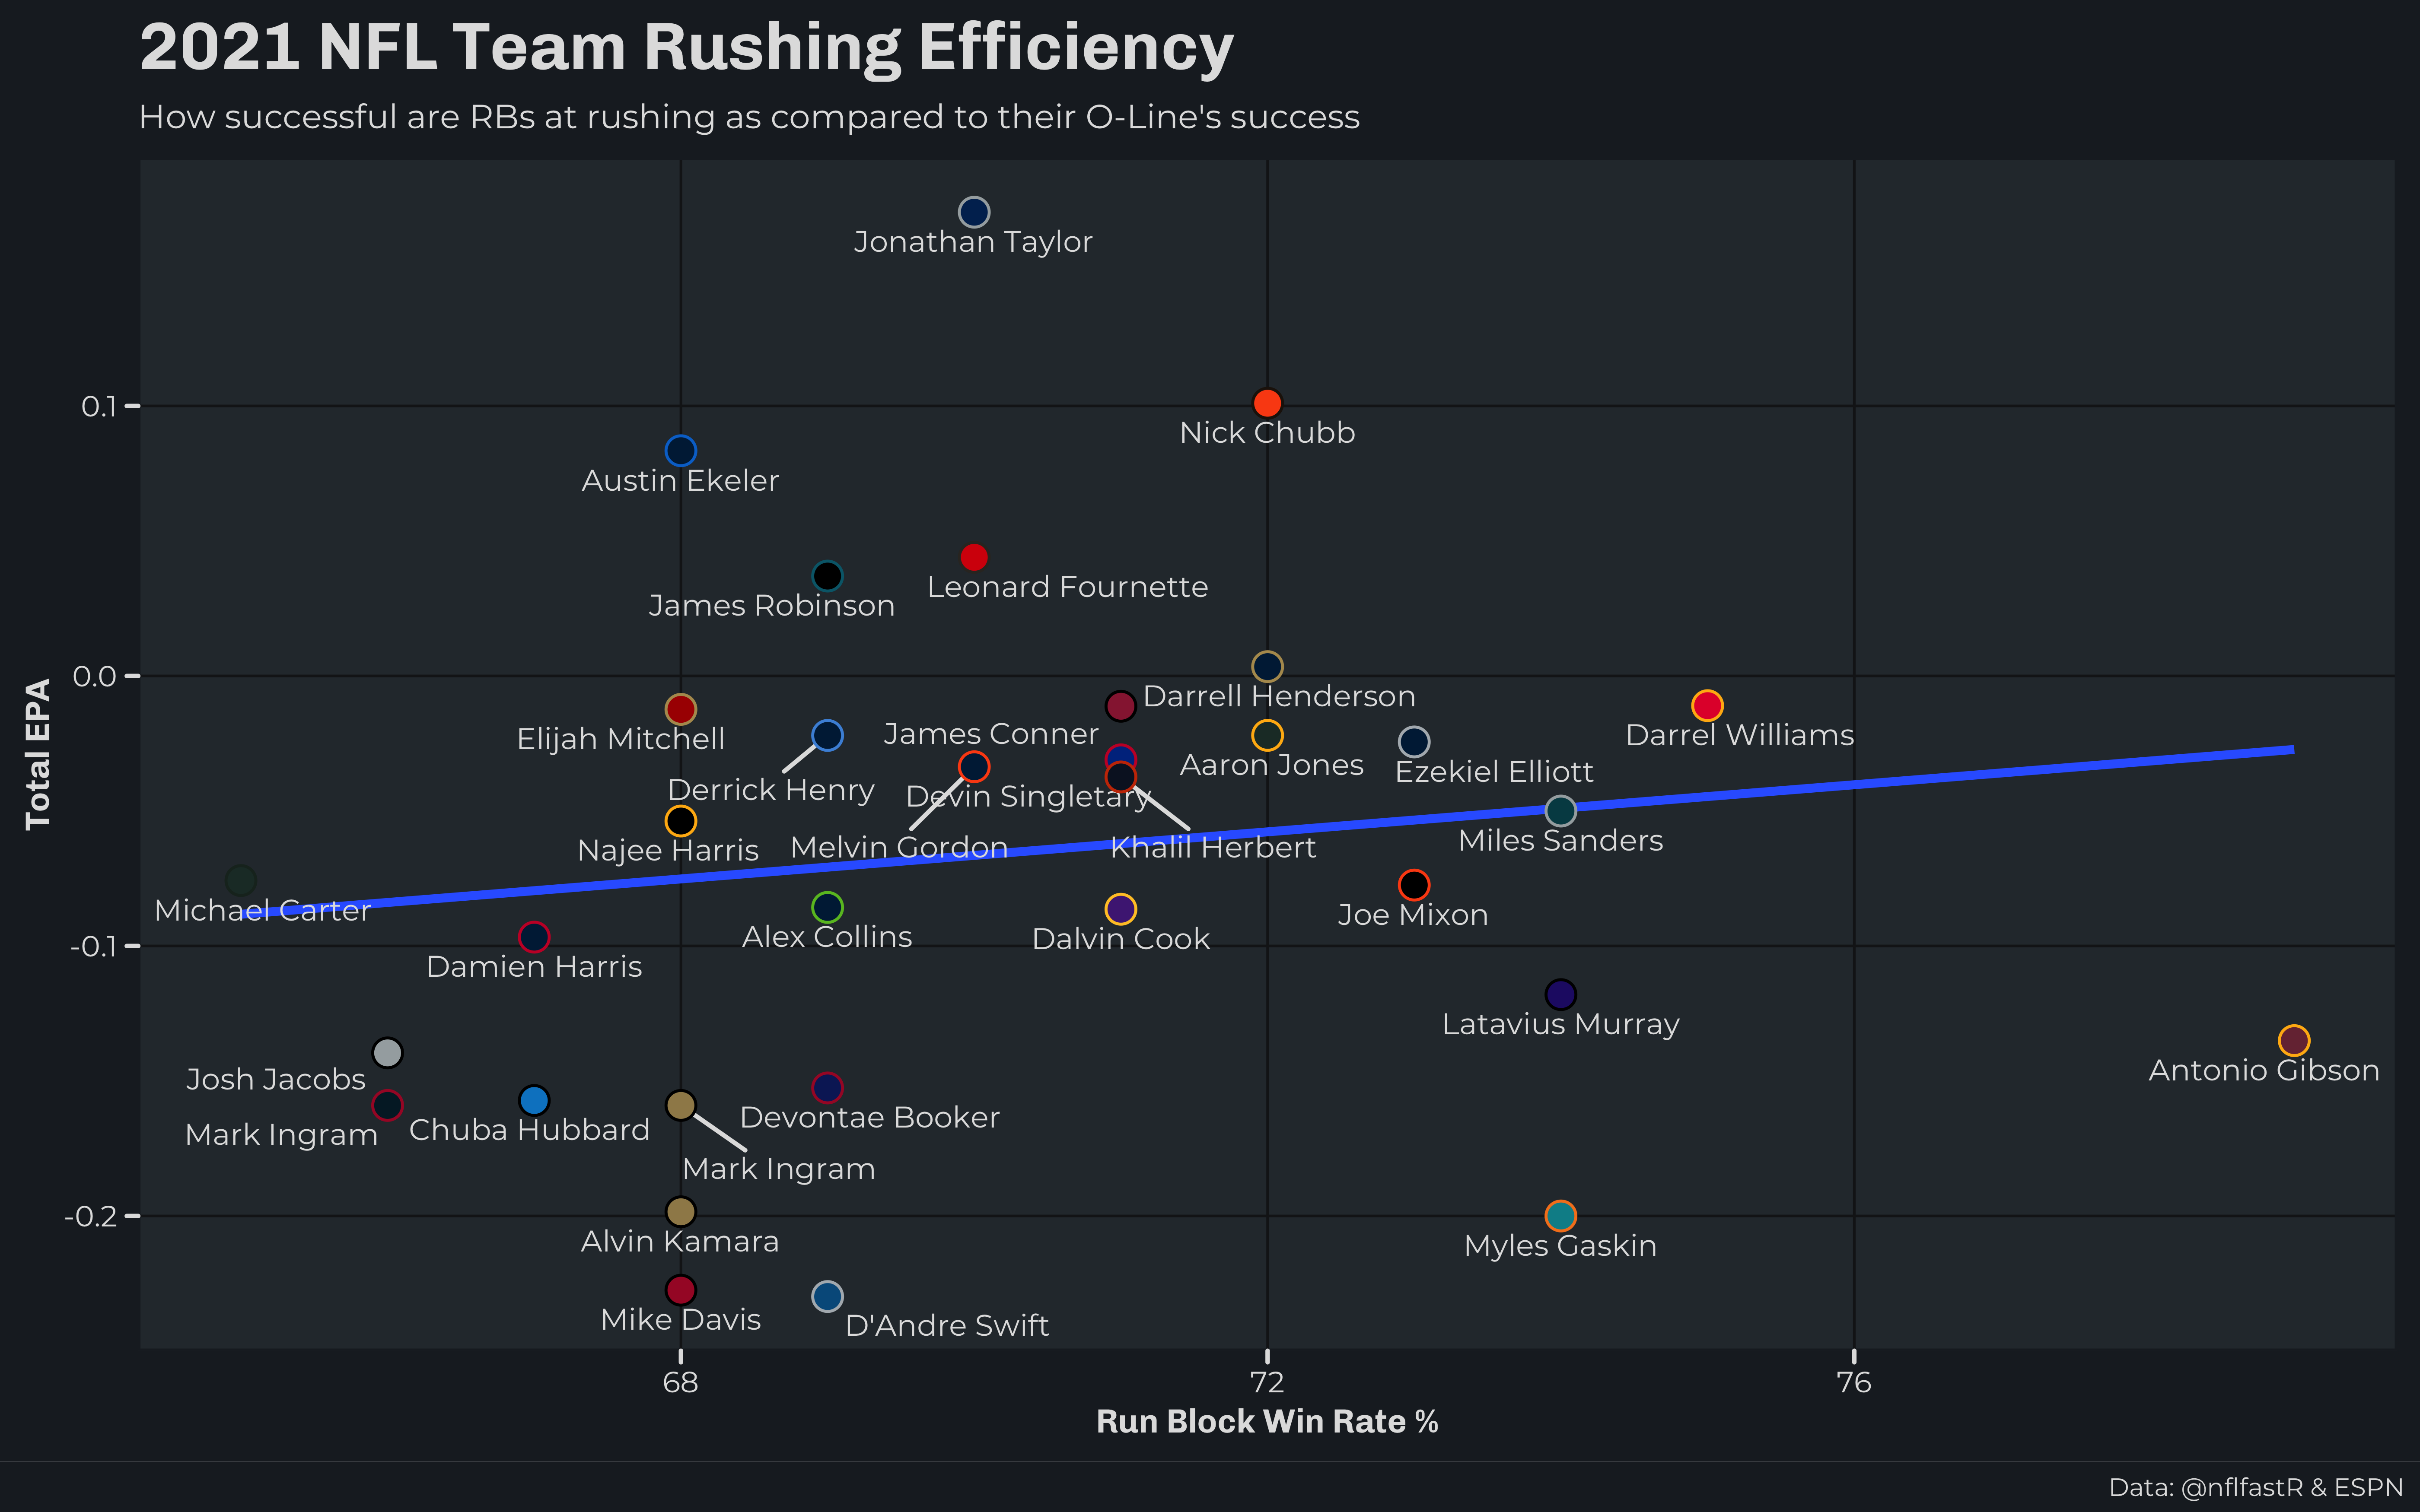 2021 NFL Team Rushing Efficiency
How successful are RBs at rushing as compared to their O-Line's success
Jonathan Taylor
0.1
Nick Chubb
Austin Ekeler
Leonard Fournette
James Robinson
0.0
Darrell Henderson
Elijah Mitchell
James Conner
Darrel Williams
Aaron Jones
Ezekiel Elliott
Derrick Henry
Devin Singletary
Najee Harris
Melvin Gordon
Khalil Herbert
Miles Sanders
Michael Carter
Joe Mixon
-0.1
Alex Collins
Dalvin Cook
Damien Harris
Latavius Murray
Josh Jacobs
Antonio Gibson
Mark Ingram
Chuba Hubbard
Devontae Booker
Mark Ingram
-0.2
Alvin Kamara
Myles Gaskin
Mike Davis
D'Andre Swift
Total EPA
68
72
76
Run Block Win Rate %
Data: @nflfastR & ESPN